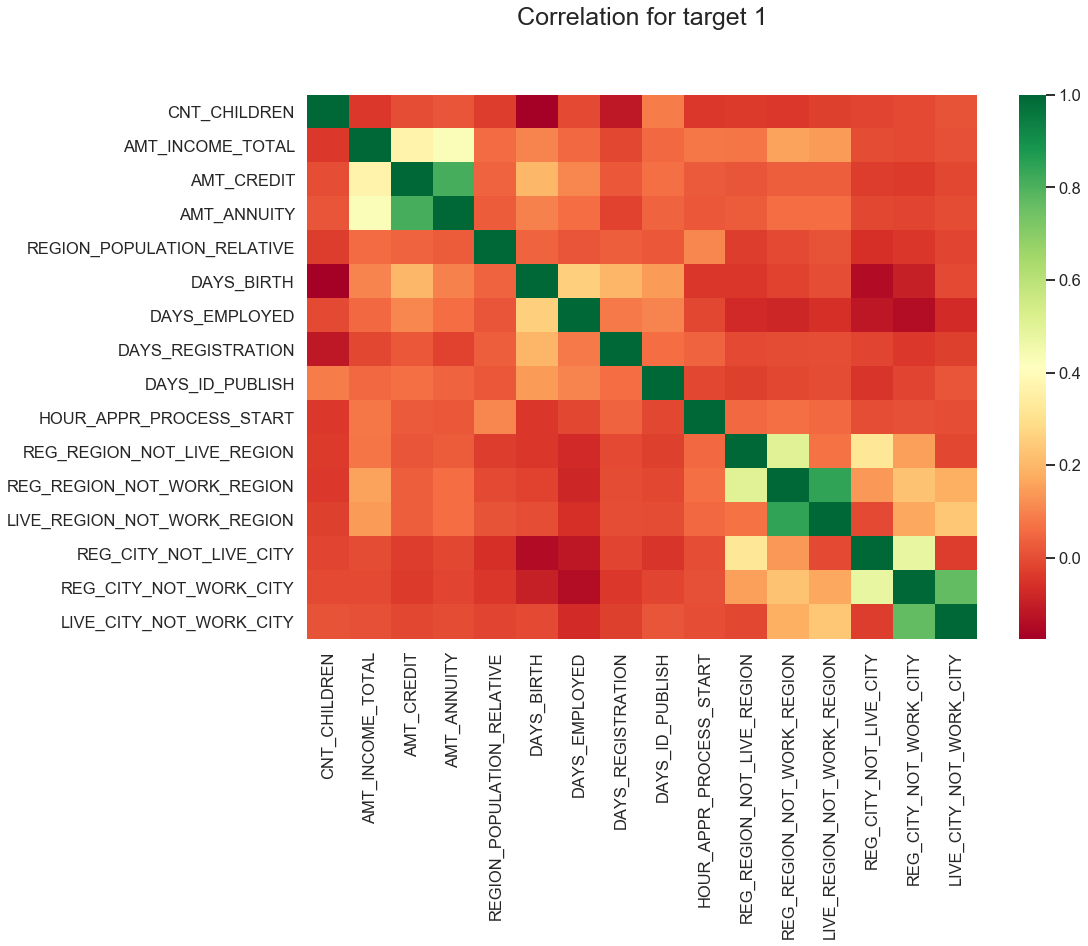 Correlation for target 1
CNT_CHILDREN
AMT_INCOME_TOTAL
AMT_CREDIT
AMT_ANNUITY
REGION_POPULATION_RELATIVE
DAYS_BIRTH
DAYS_EMPLOYED
DAYS_REGISTRATION
DAYS_ID_PUBLISH
HOUR_APPR_PROCESS_START
REG_REGION_NOT_LIVE_REGION
REG_REGION_NOT_WORK_REGION
LIVE_REGION_NOT_WORK_REGION
REG_CITY_NOT_LIVE_CITY
REG_CITY_NOT_WORK_CITY
LIVE_CITY_NOT_WORK_CITY
CNT_CHILDREN
AMT_INCOME_TOTAL
AMT_CREDIT
AMT_ANNUITY
REGION_POPULATION_RELATIVE
DAYS_BIRTH
DAYS_EMPLOYED
DAYS_REGISTRATION
DAYS_ID_PUBLISH
HOUR_APPR_PROCESS_START
REG_REGION_NOT_LIVE_REGION
REG_REGION_NOT_WORK_REGION
LIVE_REGION_NOT_WORK_REGION
REG_CITY_NOT_LIVE_CITY
REG_CITY_NOT_WORK_CITY
LIVE_CITY_NOT_WORK_CITY
1.0
0.8
0.6
0.4
0.2
0.0